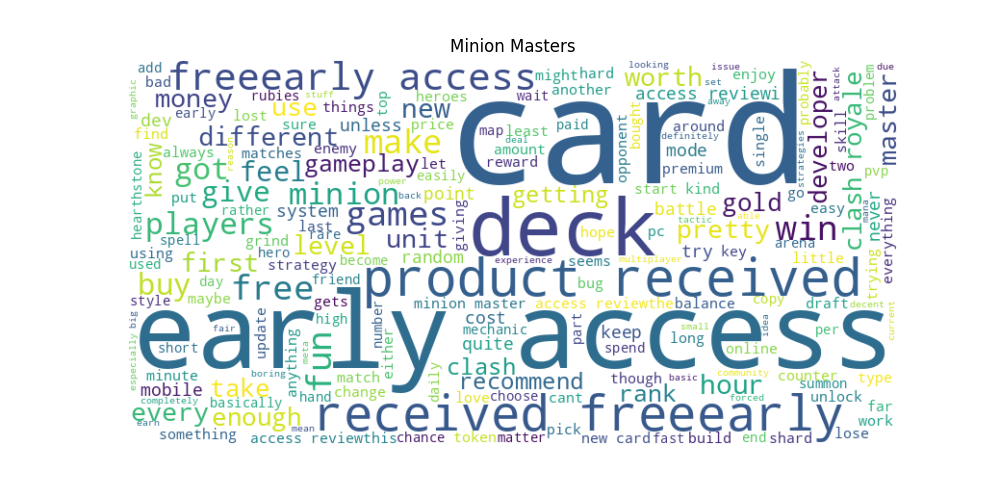 Minion Masters
add
freeearly access
might
hard
looking
issue
worth
enjoy
probably
problem
due
graphic
bad
rubies
stuff
top
heroes
another
set
attack
access reviewi
money
early
lost
use
things
new
wait
bought
away
developer
skill
royale
master
dev
sure
unless
price
map
least
paid
opponent
definitely
around
single
strategies
find
different
enemy
make
card
deal
amount
mode
two
pvp
always
reason
matches
gameplay
let
reward
premium
hearthstone
know
got
feel
easily
start
kind
go
clash
put
give
power
minion
back
point
getting
gold
easy
mana
never
rather
system
games
giving
deck
battle
able
tactic
players
last
hope
pc
pretty
win
arena
everything
spell
grind
rare
level
unit
using
hero
random
experience
seems
multiplayer
try
key
little
trying
used
first
strategy
become
product received
bug
buy
day
free
friend
style
maybe
gets
minion master
access reviewthe
balance
copy
draft
decent
especially
big
fair
update
high
number
cost
part
keep
small
idea
per
current
early access
short
fun
mechanic
quite
long
online
boring
anything
meta
either
spend
minute
match
clash
though
community
counter
type
mobile
take
change
daily
recommend
basic
hour
summon
unlock
completely
basically
hand
love
choose
cant
rank
forced
far
every
enough
received freeearly
work
earn
mean
something
access reviewthis
chance
token
matter
pick
new card
fast
build
end
shard
lose